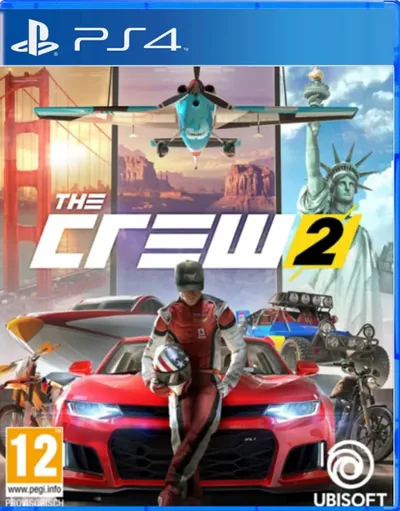 PS4
THE
CREW 2
12
www.pegi.info
PROVISORISCH
UBISOFT